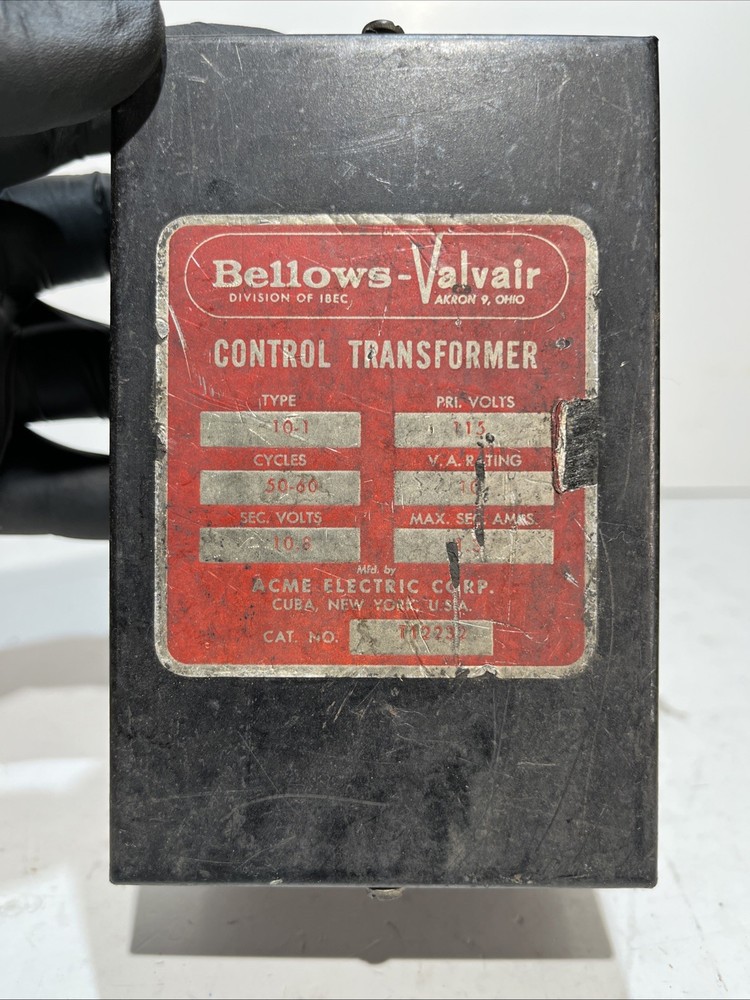 Bellows-Valvair
DIVISION OF IBEC AKRON 9, OHIO
CONTROL TRANSFORMER
TYPE PRI. VOLTS
10-1 115
CYCLES V. A. RATING
50-60
SEC. VOLTS MAX. SEC. AMPS.
10-8
Mfd. by
ACME ELECTRIC CORP.
CUBA, NEW YORK, U.S.A.
CAT. NO. T12232